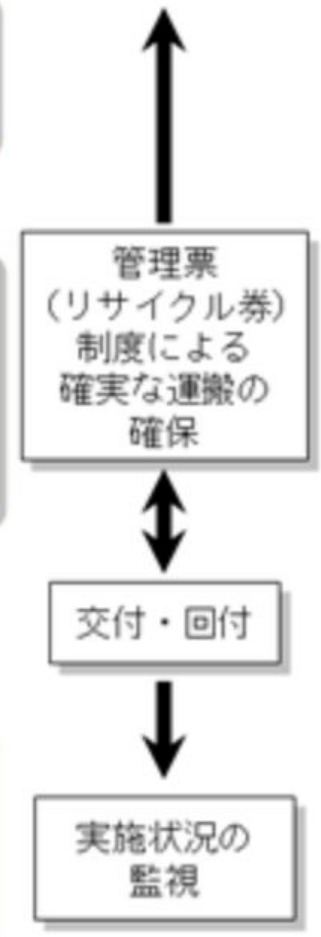 管理票
(リサイクル券)
制度による
確実な運搬の
確保
交付・回付
実施状況の
監視